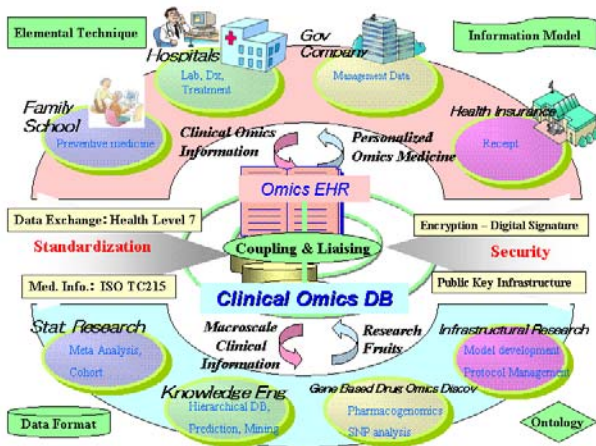 Elemental Technique
Information Model
Hospitals
Lab, Dx,
Treatment
Gov
Company
Management Data
Family
School
Preventive medicine
Health Insurance
Receipt
Clinical Omics
Information
Personalized
Omics Medicine
Omics EHR
Data Exchange: Health Level 7
Encryption – Digital Signature
Standardization
Coupling & Liaising
Security
Med. Info.: ISO TC215
Public Key Infrastructure
Clinical Omics DB
Stat. Research
Meta Analysis,
Cohort
Macroscale
Clinical
Information
Research
Fruits
Infrastructural Research
Model development
Protocol Management
Knowledge Eng
Hierarchical DB,
Prediction, Mining
Gene Based Drug Omics Discov
Pharmacogenomics
SNP analysis
Data Format
Ontology